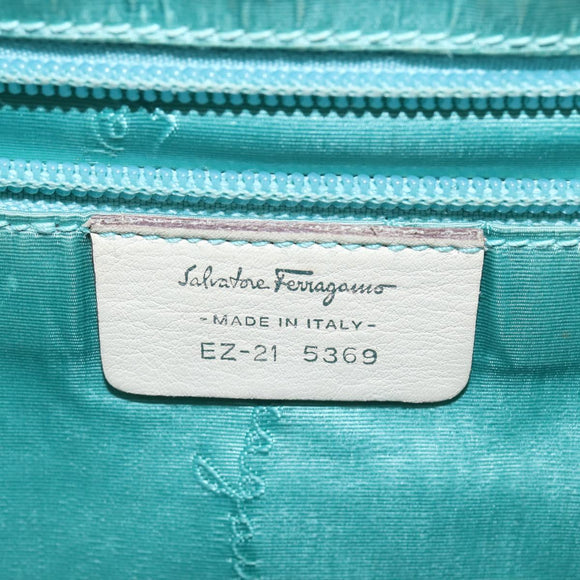 Salvatore Ferragamo
- MADE IN ITALY -
EZ-21 5369